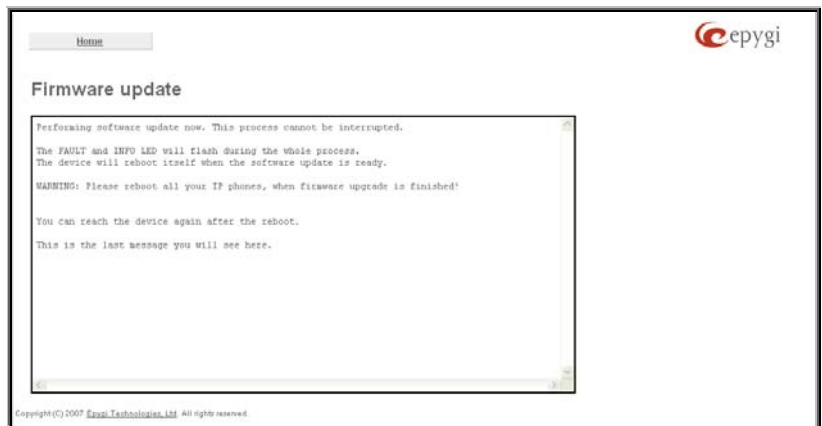 Home
epygi
Firmware update
Performing software update now. This process cannot be interrupted.
The FAULT and INFO LED will flash during the whole process.
The device will reboot itself when the software update is ready.
WARNING: Please reboot all your IP phones, when firmware upgrade is finished!
You can reach the device again after the reboot.
This is the last message you will see here.
Copyright (C) 2007 Epygi Technologies, Ltd. All rights reserved.